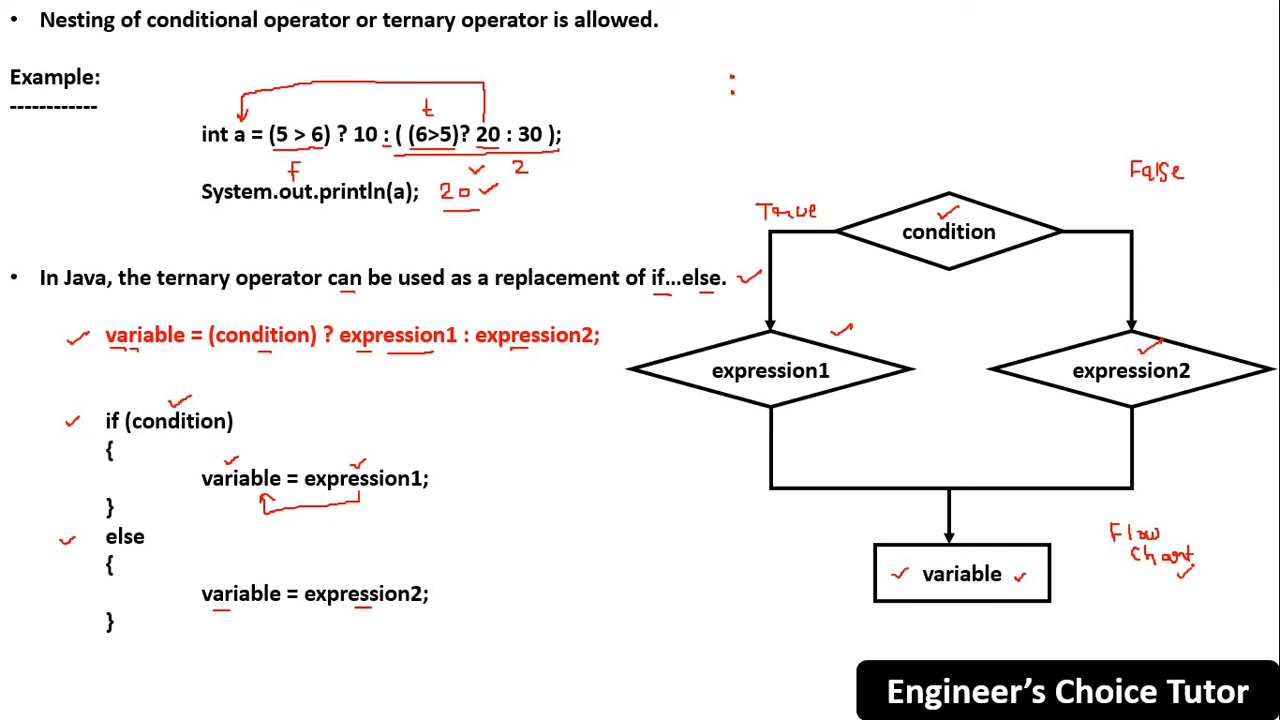 • Nesting of conditional operator or ternary operator is allowed.
Example:
------------
:
t
int a = (5 > 6) ? 10 : ( (6>5)? 20 : 30 );
f
2
System.out.println(a); 20
• In Java, the ternary operator can be used as a replacement of if...else.
variable = (condition) ? expression1 : expression2;
if (condition)
{
variable = expression1;
}
else
{
variable = expression2;
}
False
True
condition
expression1
expression2
Flow
Chart
variable
Engineer's Choice Tutor